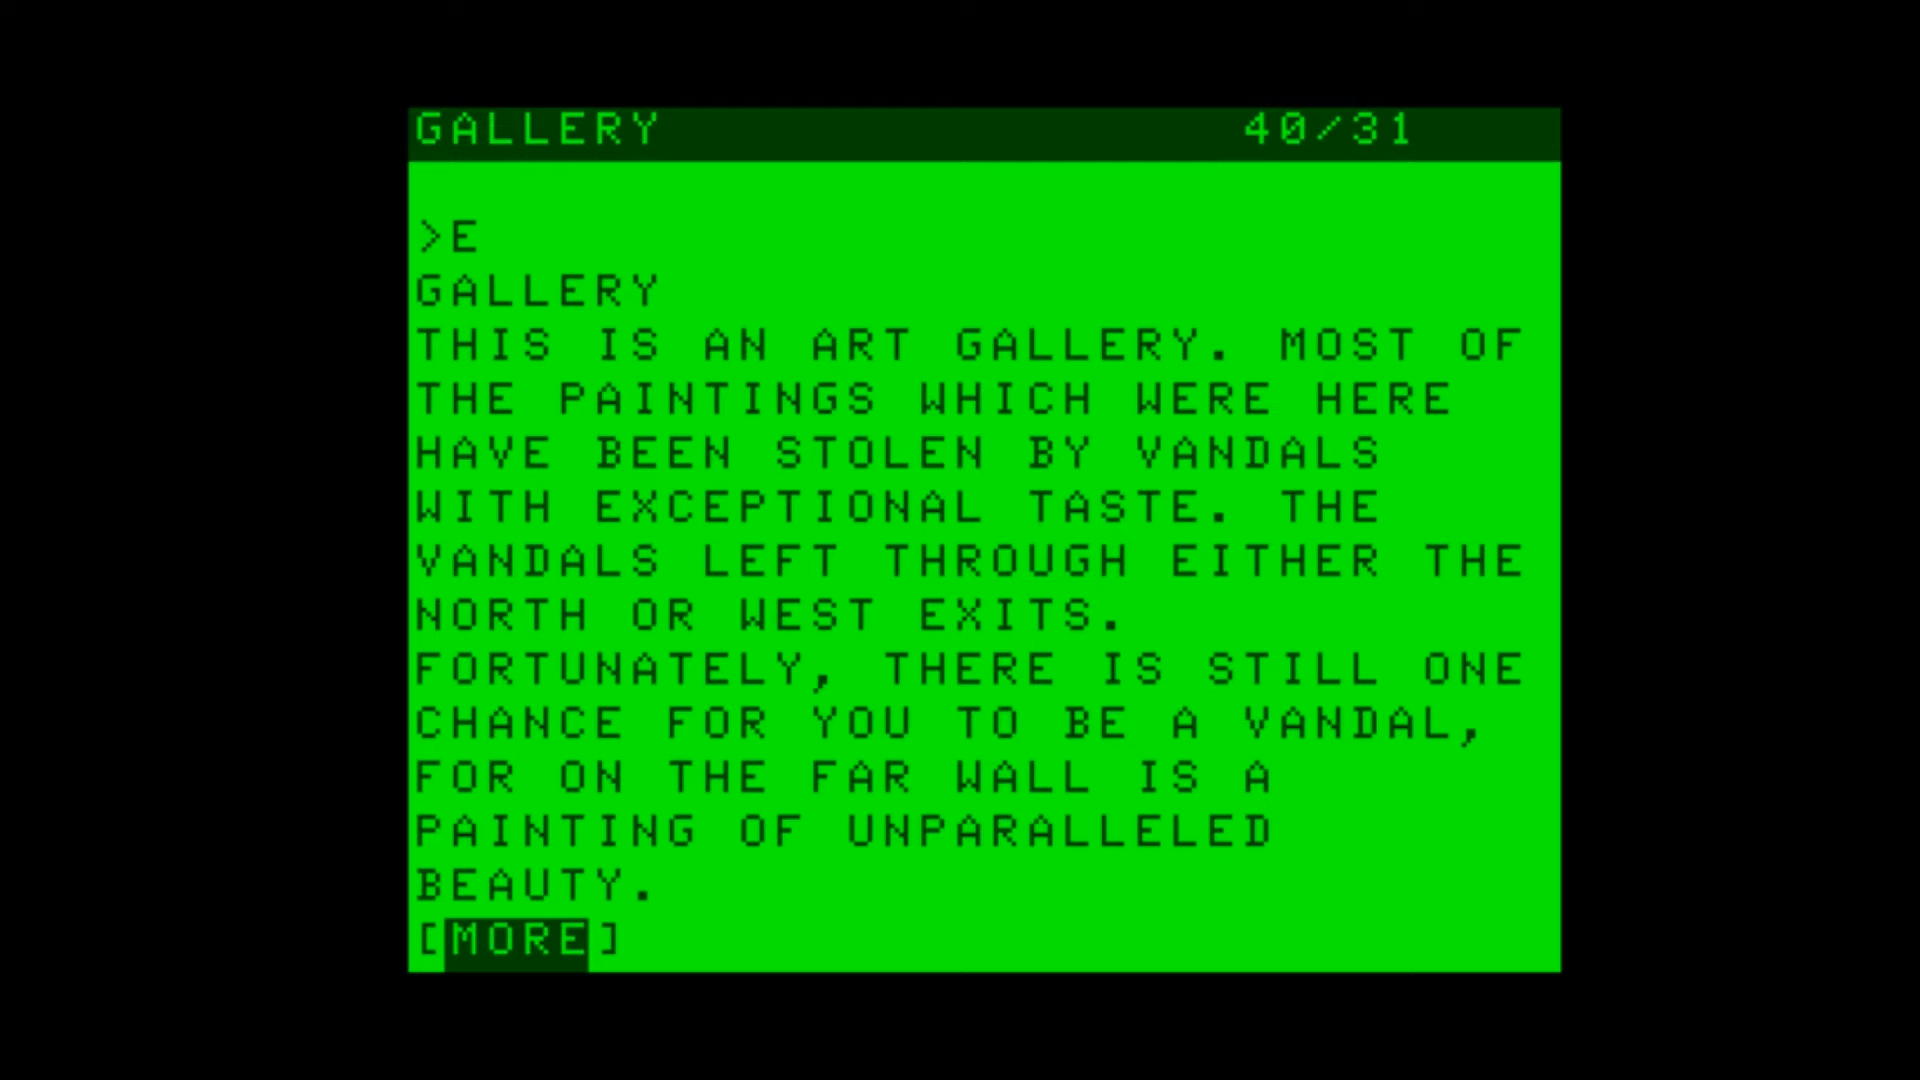 GALLERY 40/31
>E
GALLERY
THIS IS AN ART GALLERY. MOST OF
THE PAINTINGS WHICH WERE HERE
HAVE BEEN STOLEN BY VANDALS
WITH EXCEPTIONAL TASTE. THE
VANDALS LEFT THROUGH EITHER THE
NORTH OR WEST EXITS.
FORTUNATELY, THERE IS STILL ONE
CHANCE FOR YOU TO BE A VANDAL,
FOR ON THE FAR WALL IS A
PAINTING OF UNPARALLELED
BEAUTY.
[MORE]